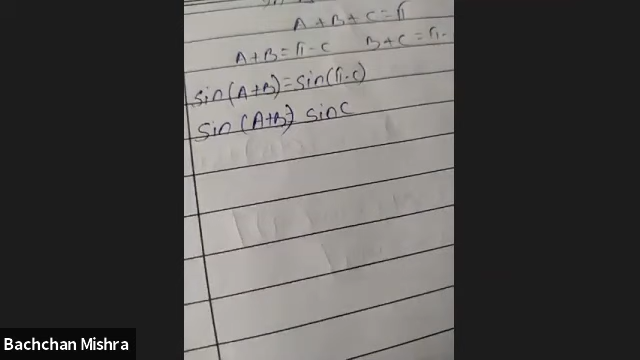 A + B + C = π
A+B = π - C B+C = π -
sin(A+B) = sin(π-C)
sin(A+B) sinC
Bachchan Mishra